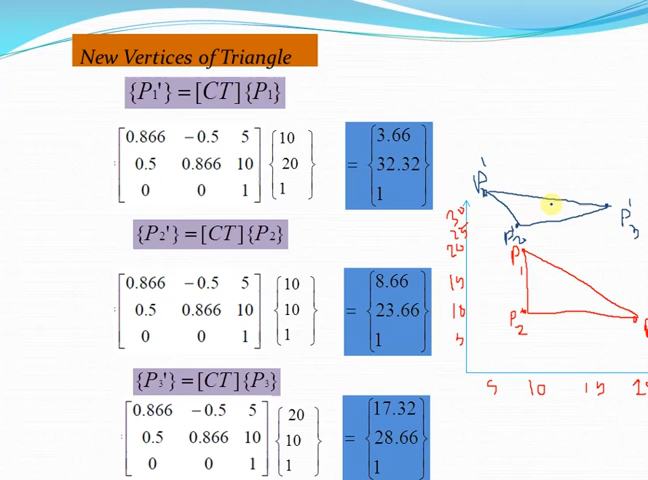 New Vertices of Triangle
{P1'} = [CT]{P1}
0.866 −0.5 5
0.5 0.866 10
0 0 1
10
20
1
=
3.66
32.32
1
{P2'} = [CT]{P2}
0.866 −0.5 5
0.5 0.866 10
0 0 1
10
10
1
=
8.66
23.66
1
{P3'} = [CT]{P3}
0.866 −0.5 5
0.5 0.866 10
0 0 1
20
10
1
=
17.32
28.66
1
P'
P'3
P2
30
25
20
15
10
5
P1
P2
P
5 10 15